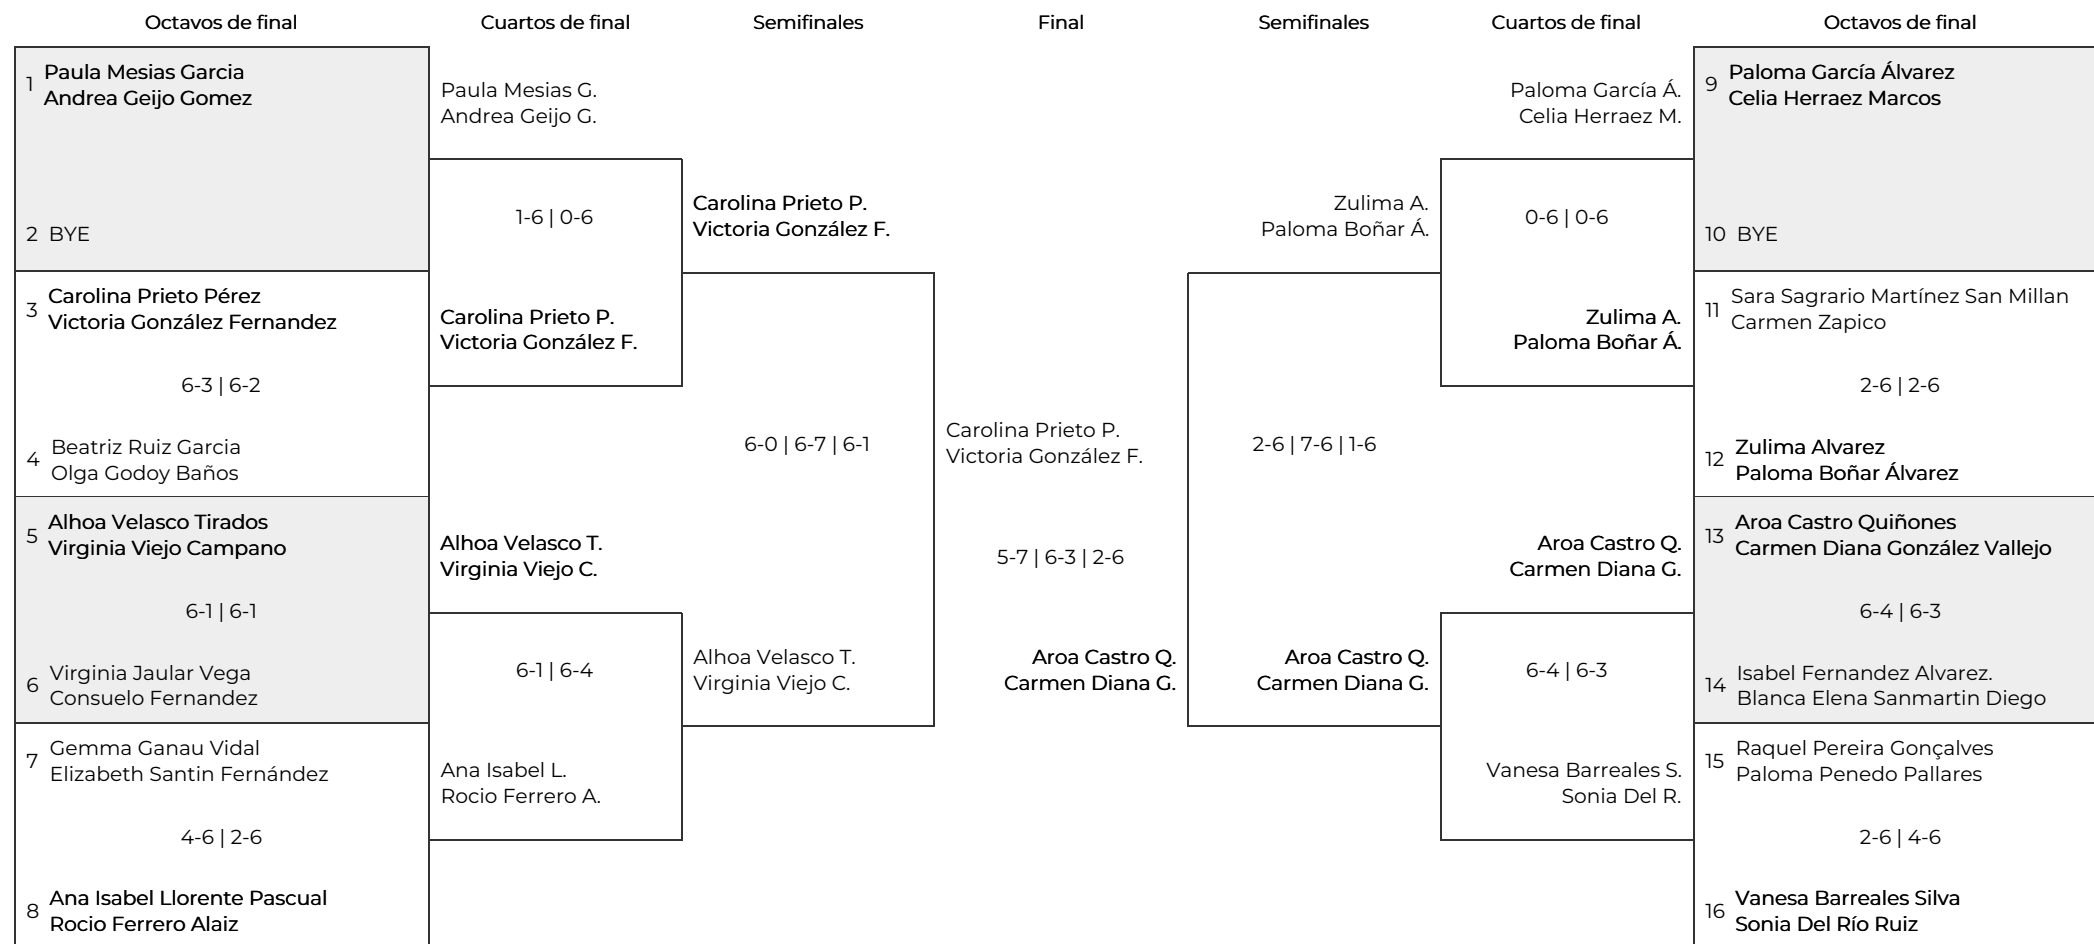 Octavos de final
Cuartos de final
Semifinales
Final
Semifinales
Cuartos de final
Octavos de final
1
Paula Mesias Garcia
Andrea Geijo Gomez
2 BYE
3
Carolina Prieto Pérez
Victoria González Fernandez
6-3 | 6-2
4
Beatriz Ruiz Garcia
Olga Godoy Baños
5
Alhoa Velasco Tirados
Virginia Viejo Campano
6-1 | 6-1
6
Virginia Jaular Vega
Consuelo Fernandez
7
Gemma Ganau Vidal
Elizabeth Santin Fernández
4-6 | 2-6
8
Ana Isabel Llorente Pascual
Rocio Ferrero Alaiz
Paula Mesias G.
Andrea Geijo G.
1-6 | 0-6
Carolina Prieto P.
Victoria González F.
Alhoa Velasco T.
Virginia Viejo C.
6-1 | 6-4
Ana Isabel L.
Rocio Ferrero A.
Carolina Prieto P.
Victoria González F.
6-0 | 6-7 | 6-1
Alhoa Velasco T.
Virginia Viejo C.
Carolina Prieto P.
Victoria González F.
5-7 | 6-3 | 2-6
Aroa Castro Q.
Carmen Diana G.
Zulima A.
Paloma Boñar Á.
2-6 | 7-6 | 1-6
Aroa Castro Q.
Carmen Diana G.
Paloma García Á.
Celia Herraez M.
0-6 | 0-6
Zulima A.
Paloma Boñar Á.
Aroa Castro Q.
Carmen Diana G.
6-4 | 6-3
Vanesa Barreales S.
Sonia Del R.
9
Paloma García Álvarez
Celia Herraez Marcos
10 BYE
11
Sara Sagrario Martínez San Millan
Carmen Zapico
2-6 | 2-6
12
Zulima Alvarez
Paloma Boñar Álvarez
13
Aroa Castro Quiñones
Carmen Diana González Vallejo
6-4 | 6-3
14
Isabel Fernandez Alvarez.
Blanca Elena Sanmartin Diego
15
Raquel Pereira Gonçalves
Paloma Penedo Pallares
2-6 | 4-6
16
Vanesa Barreales Silva
Sonia Del Río Ruiz